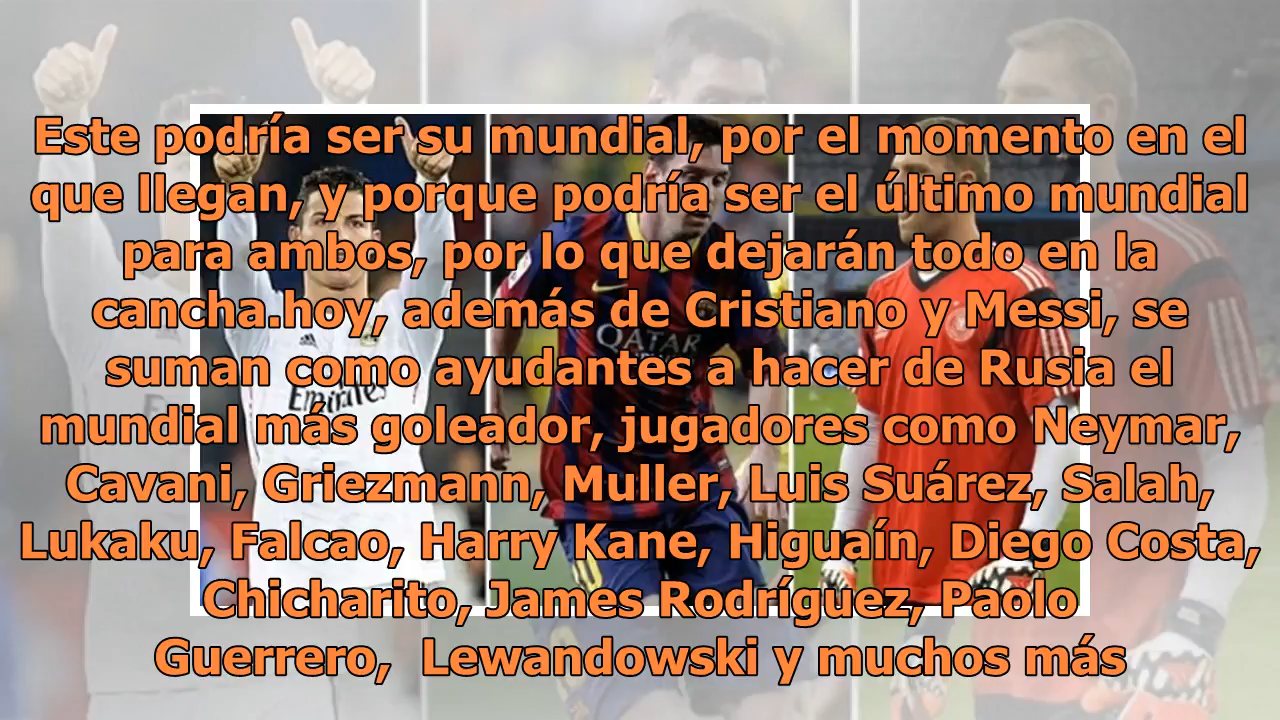 Este podría ser su mundial, por el momento en el
que llegan, y porque podría ser el último mundial
para ambos, por lo que dejarán todo en la
cancha.hoy, además de Cristiano y Messi, se
suman como ayudantes a hacer de Rusia el
mundial más goleador, jugadores como Neymar,
Cavani, Griezmann, Muller, Luis Suárez, Salah,
Lukaku, Falcao, Harry Kane, Higuaín, Diego Costa,
Chicharito, James Rodríguez, Paolo
Guerrero,  Lewandowski y muchos más
Emirates
QATAR